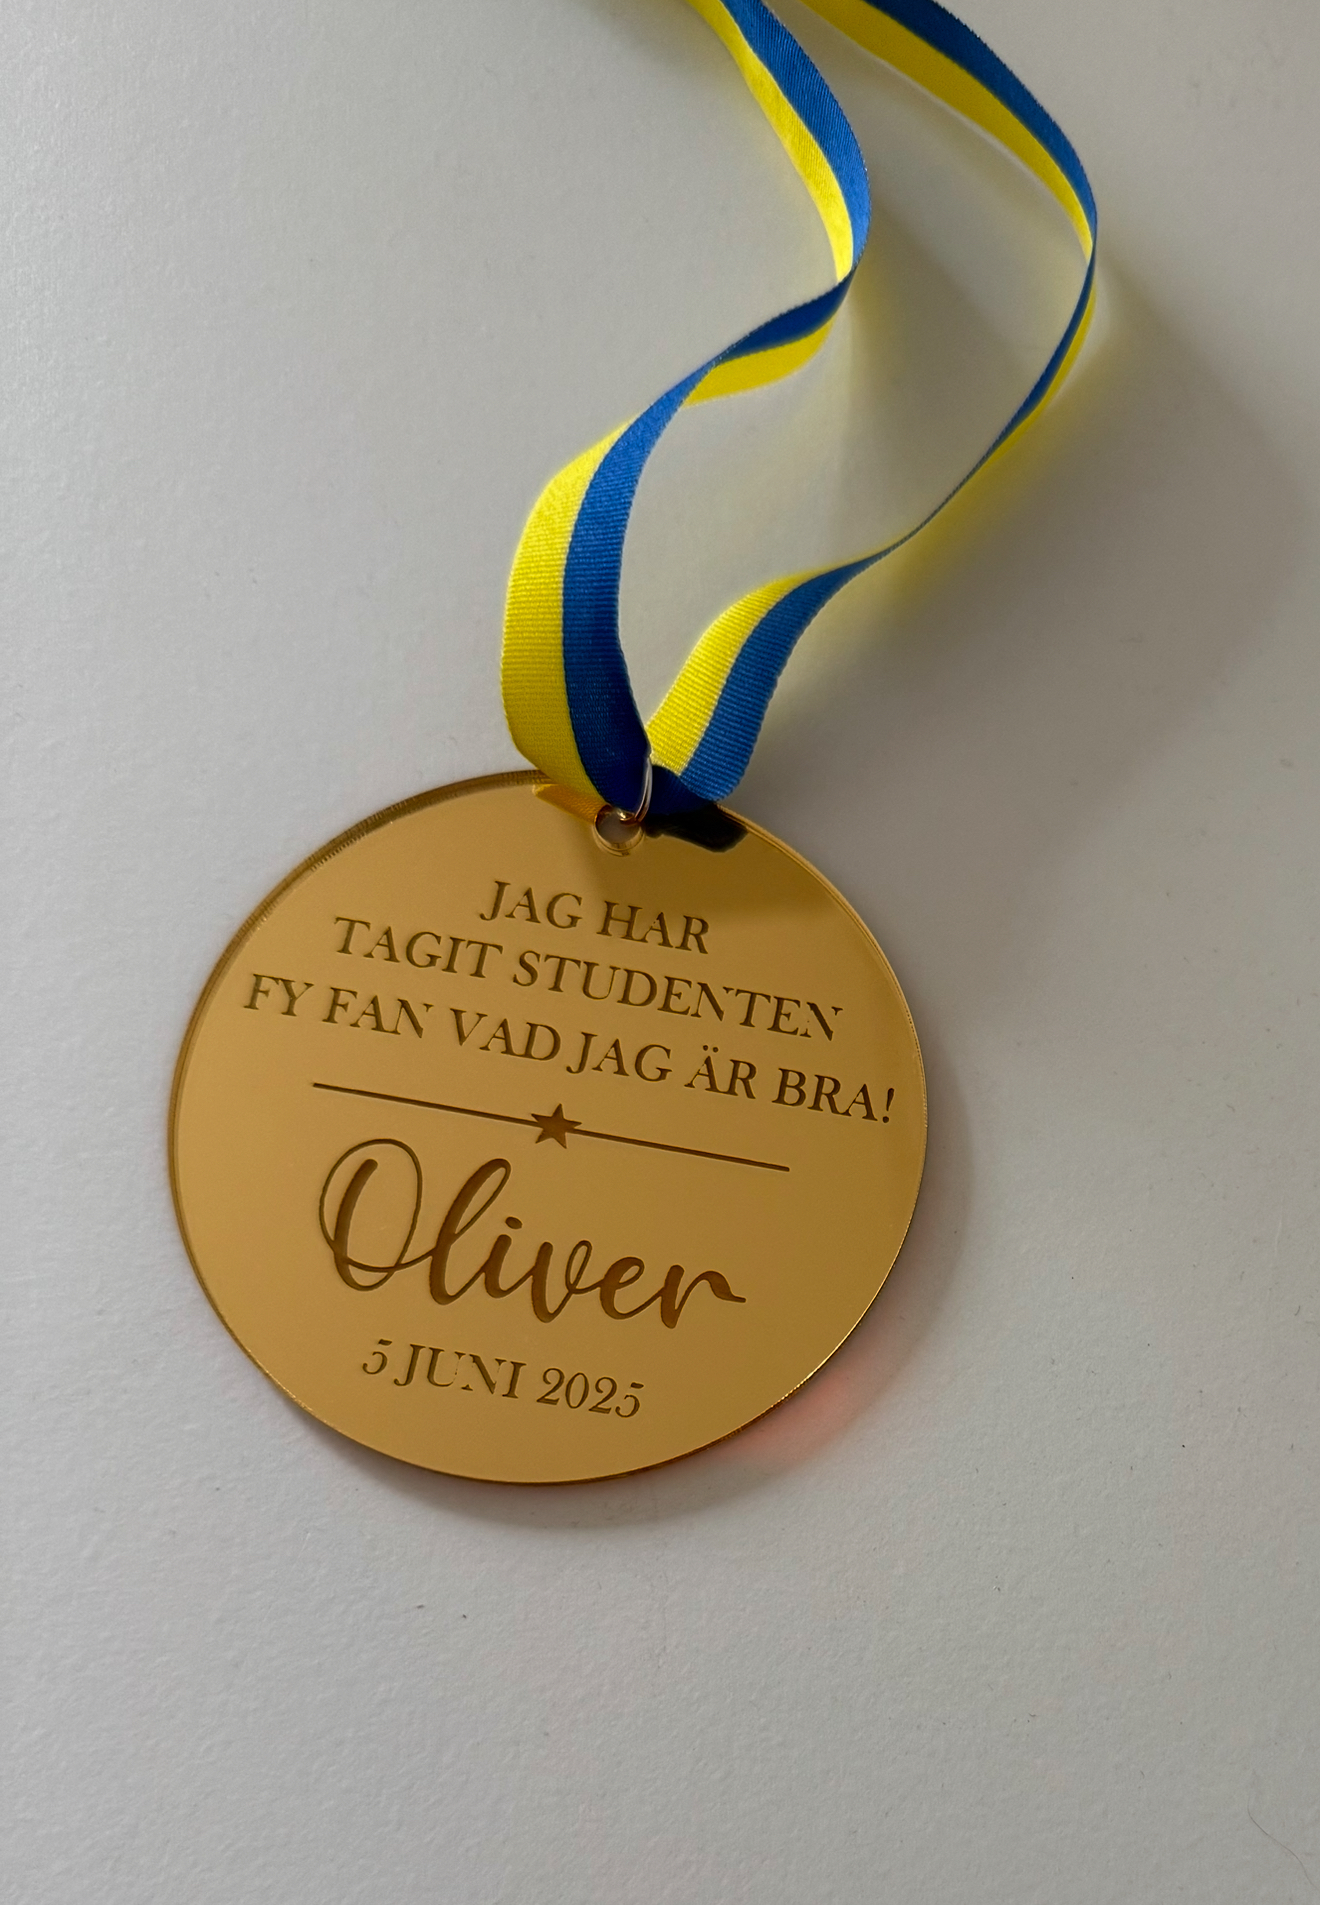 JAG HAR
TAGIT STUDENTEN
FY FAN VAD JAG ÄR BRA!
Oliver
5 JUNI 2025